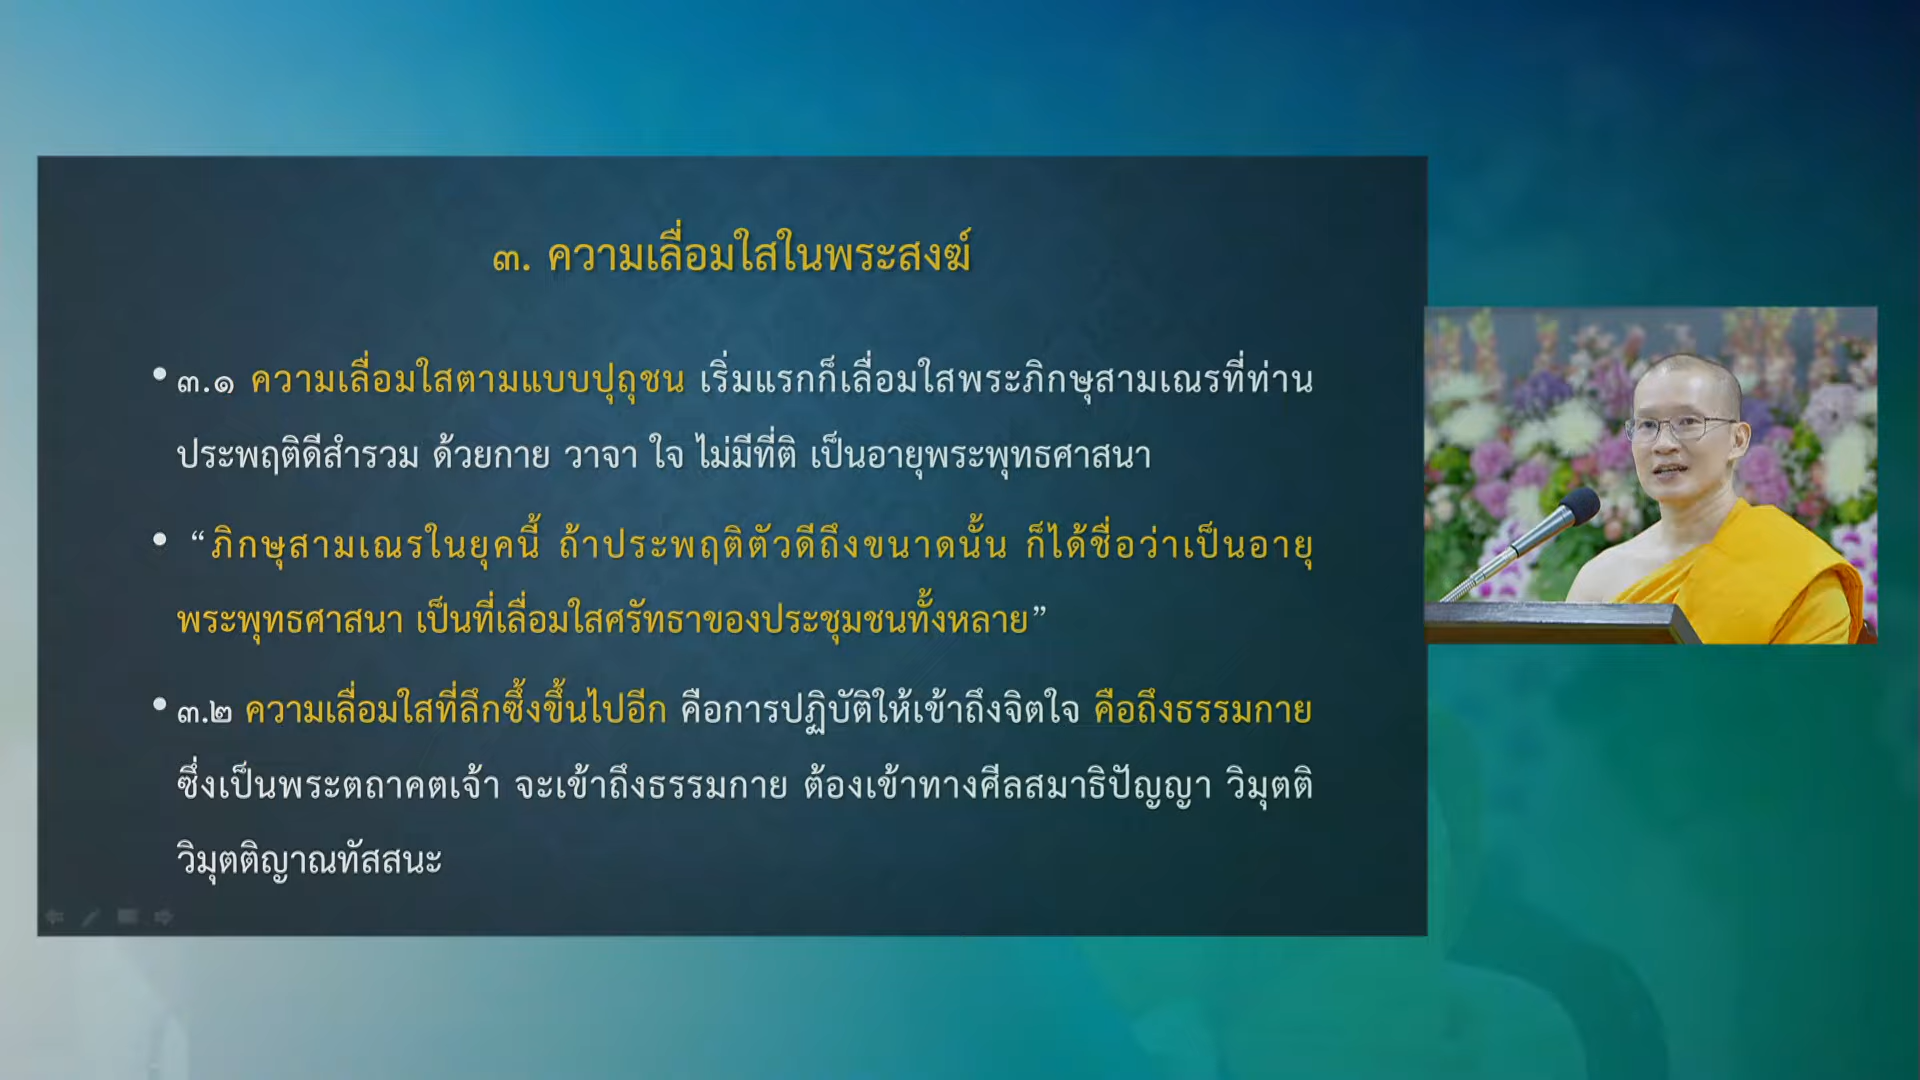 ๓. ความเลื่อมใสในพระสงฆ์
• ๓.๑ ความเลื่อมใสตามแบบปุถุชน เริ่มแรกก็เลื่อมใสพระภิกษุสามเณรที่ท่าน
ประพฤติดีสำรวม ด้วยกาย วาจา ใจ ไม่มีที่ติ เป็นอายุพระพุทธศาสนา
• “ภิกษุสามเณรในยุคนี้ ถ้าประพฤติตัวดีถึงขนาดนั้น ก็ได้ชื่อว่าเป็นอายุ
พระพุทธศาสนา เป็นที่เลื่อมใสศรัทธาของประชุมชนทั้งหลาย”
• ๓.๒ ความเลื่อมใสที่ลึกซึ้งขึ้นไปอีก คือการปฏิบัติให้เข้าถึงจิตใจ คือถึงธรรมกาย
ซึ่งเป็นพระตถาคตเจ้า จะเข้าถึงธรรมกาย ต้องเข้าทางศีลสมาธิปัญญา วิมุตติ
วิมุตติญาณทัสสนะ